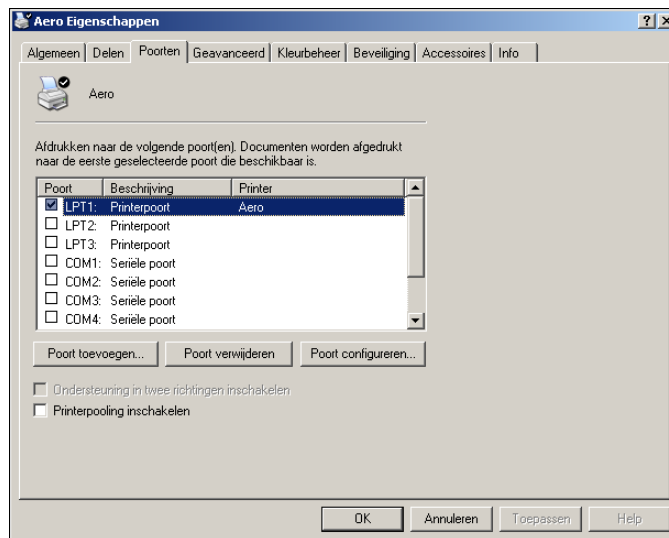 Aero Eigenschappen
Algemeen Delen Poorten Geavanceerd Kleurbeheer Beveiliging Accessoires Info
Aero
Afdrukken naar de volgende poort(en). Documenten worden afgedrukt
naar de eerste geselecteerde poort die beschikbaar is.
Poort Beschrijving Printer
LPT1: Printerpoort Aero
LPT2: Printerpoort
LPT3: Printerpoort
COM1: Seriële poort
COM2: Seriële poort
COM3: Seriële poort
COM4: Seriële poort
Poort toevoegen... Poort verwijderen Poort configureren...
Ondersteuning in twee richtingen inschakelen
Printerpooling inschakelen
OK Annuleren Toepassen Help